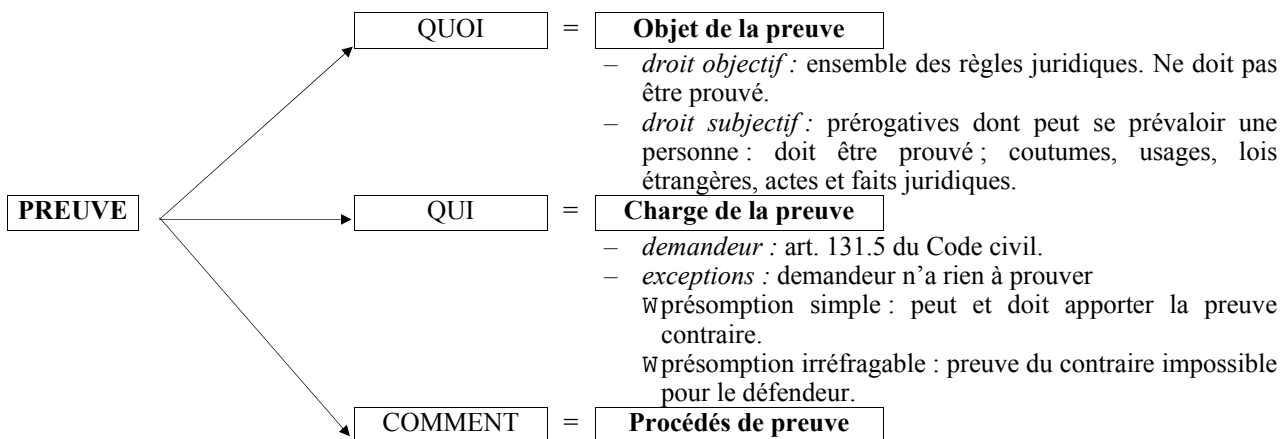 QUOI = Objet de la preuve
– droit objectif : ensemble des règles juridiques. Ne doit pas
être prouvé.
– droit subjectif : prérogatives dont peut se prévaloir une
personne : doit être prouvé ; coutumes, usages, lois
étrangères, actes et faits juridiques.
PREUVE QUI = Charge de la preuve
– demandeur : art. 131.5 du Code civil.
– exceptions : demandeur n’a rien à prouver
W présomption simple : peut et doit apporter la preuve
contraire.
W présomption irréfragable : preuve du contraire impossible
pour le défendeur.
COMMENT = Procédés de preuve